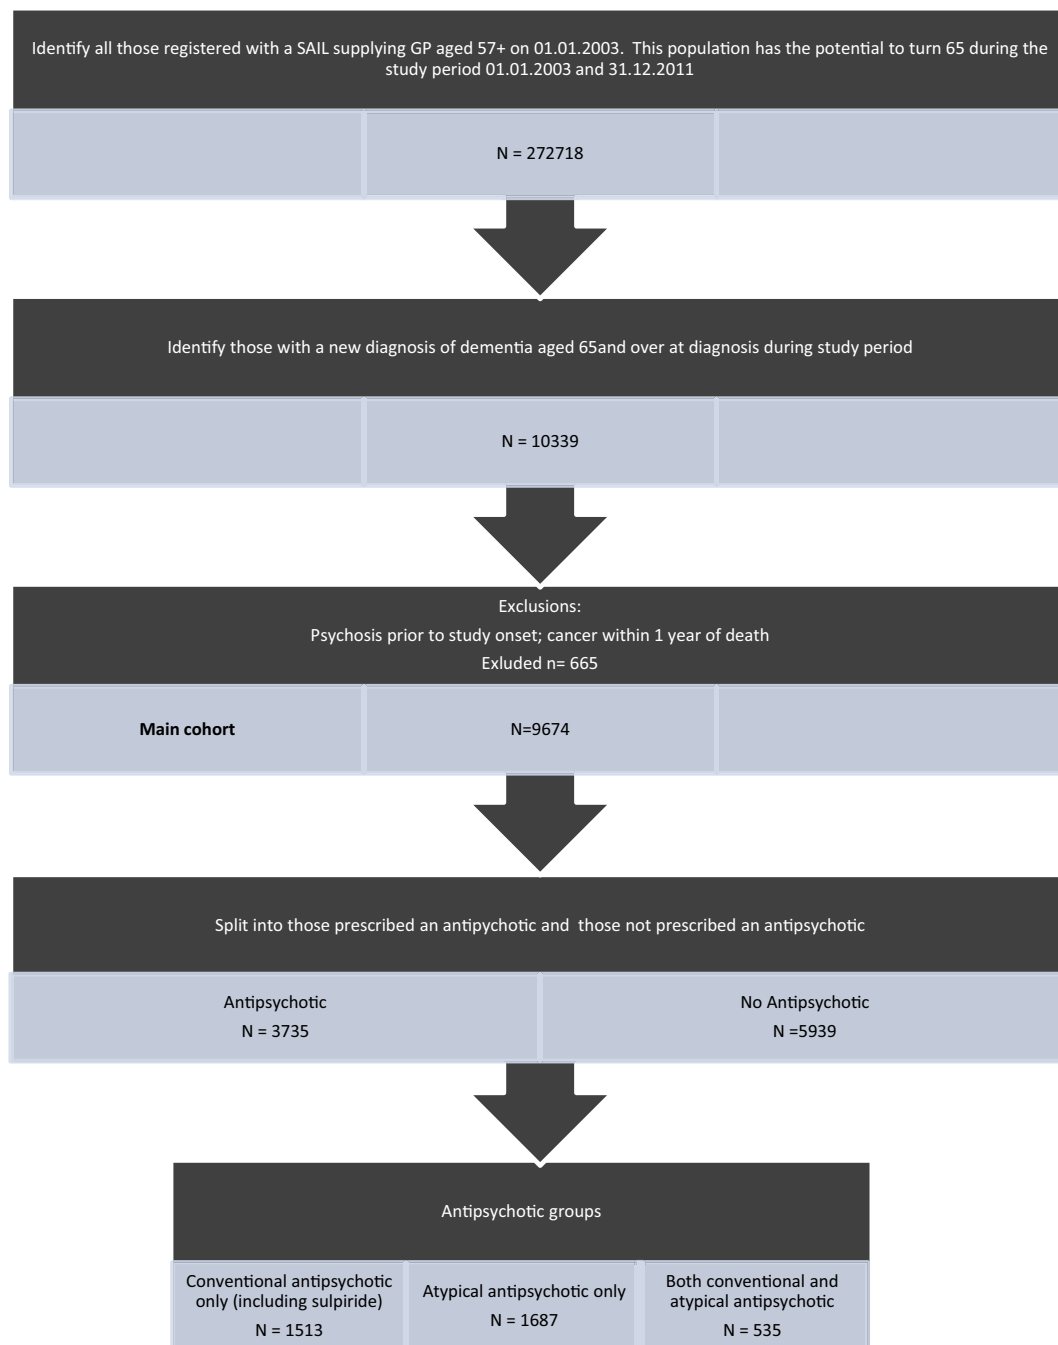 Identify all those registered with a SAIL supplying GP aged 57+ on 01.01.2003. This population has the potential to turn 65 during the
study period 01.01.2003 and 31.12.2011
N = 272718
Identify those with a new diagnosis of dementia aged 65and over at diagnosis during study period
N = 10339
Exclusions:
Psychosis prior to study onset; cancer within 1 year of death
Exluded n= 665
Main cohort
N=9674
Split into those prescribed an antipychotic and those not prescribed an antipsychotic
Antipsychotic
N = 3735
No Antipsychotic
N =5939
Antipsychotic groups
Conventional antipsychotic
only (including sulpiride)
N = 1513
Atypical antipsychotic only
N = 1687
Both conventional and
atypical antipsychotic
N = 535